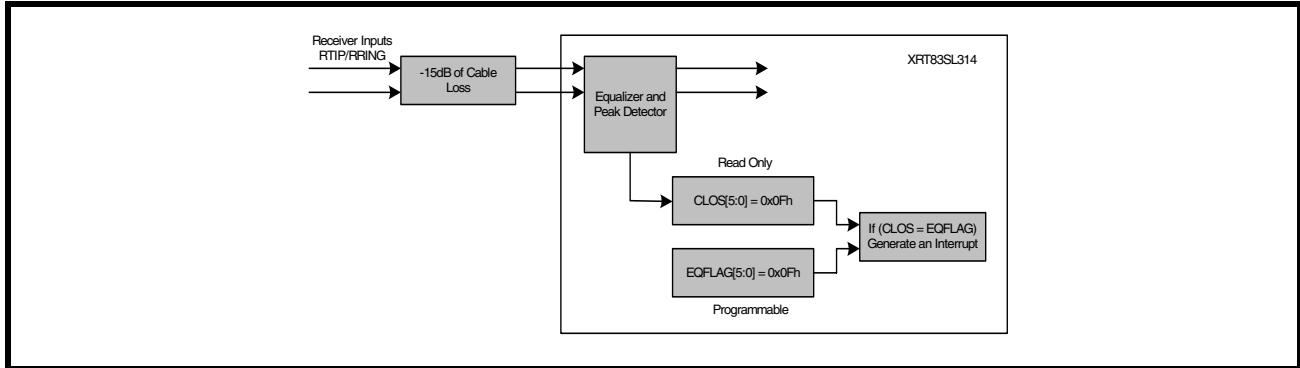 Receiver Inputs
RTIP/RRING
-15dB of Cable
Loss
XRT83SL314
Equalizer and
Peak Detector
Read Only
CLOS[5:0] = 0x0Fh
If (CLOS = EQFLAG)
Generate an Interrupt
EQFLAG[5:0] = 0x0Fh
Programmable